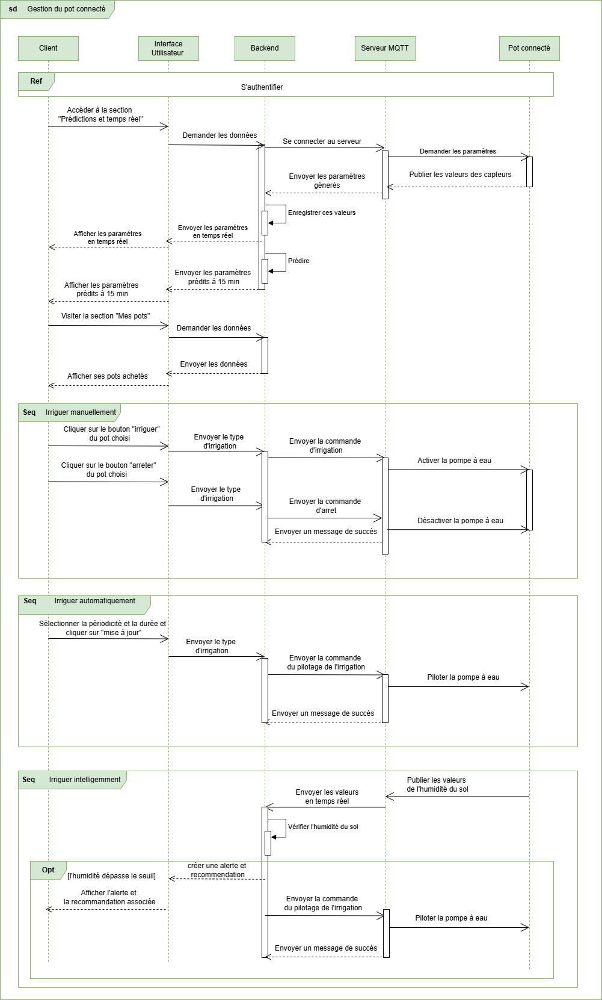 sd Gestion du pot connecté
Client
Interface
Utilisateur
Backend
Serveur MQTT
Pot connecté
Ref
S'authentifier
Accéder à la section
"Prédictions et temps réel"
Demander les données
Se connecter au serveur
Demander les paramètres
Publier les valeurs des capteurs
Envoyer les paramétres
génerés
Enregistrer ces valeurs
Envoyer les paramétres
en temps réel
Afficher les paramétres
en temps réel
Prédire
Envoyer les paramètres
prédits à 15 min
Afficher les paramètres
prédits à 15 min
Visiter la section "Mes pots"
Demander les données
Envoyer les données
Afficher ses pots achetés
Seq Irriguer manuellement
Cliquer sur le bouton "irriguer"
du pot choisi
Envoyer le type
d'irrigation
Envoyer la commande
d'irrigation
Activer la pompe à eau
Cliquer sur le bouton "arreter"
du pot choisi
Envoyer le type
d'irrigation
Envoyer la commande
d'arret
Désactiver la pompe à eau
Envoyer un message de succés
Seq Irriguer automatiquement
Sélectionner la périodicité et la durée et
cliquer sur "mise à jour"
Envoyer le type
d'irrigation
Envoyer la commande
du pilotage de l'irrigation
Piloter la pompe à eau
Envoyer un message de succés
Seq Irriguer intelligemment
Publier les valeurs
de l'humidité du sol
Envoyer les valeurs
en temps réel
Vérifier l'humidité du sol
Opt
[l'humidité dépasse le seuil]
créer une alerte et
recommendation
Afficher l'alerte et
la recommandation associée
Envoyer la commande
du pilotage de l'irrigation
Piloter la pompe à eau
Envoyer un message de succés